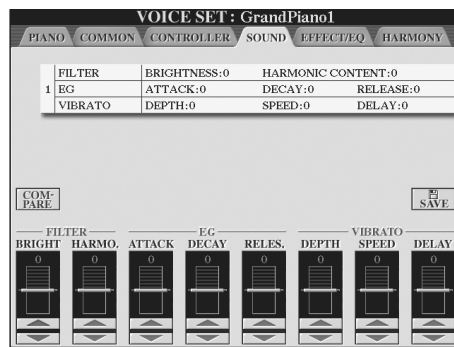 VOICE SET : GrandPiano1
PIANO COMMON CONTROLLER SOUND EFFECT/EQ HARMONY
FILTER BRIGHTNESS:0 HARMONIC CONTENT:0
1 EG ATTACK:0 DECAY:0 RELEASE:0
VIBRATO DEPTH:0 SPEED:0 DELAY:0
COM-
PARE
SAVE
FILTER EG VIBRATO
BRIGHT HARMO. ATTACK DECAY RELES. DEPTH SPEED DELAY
0 0 0 0 0 0 0 0